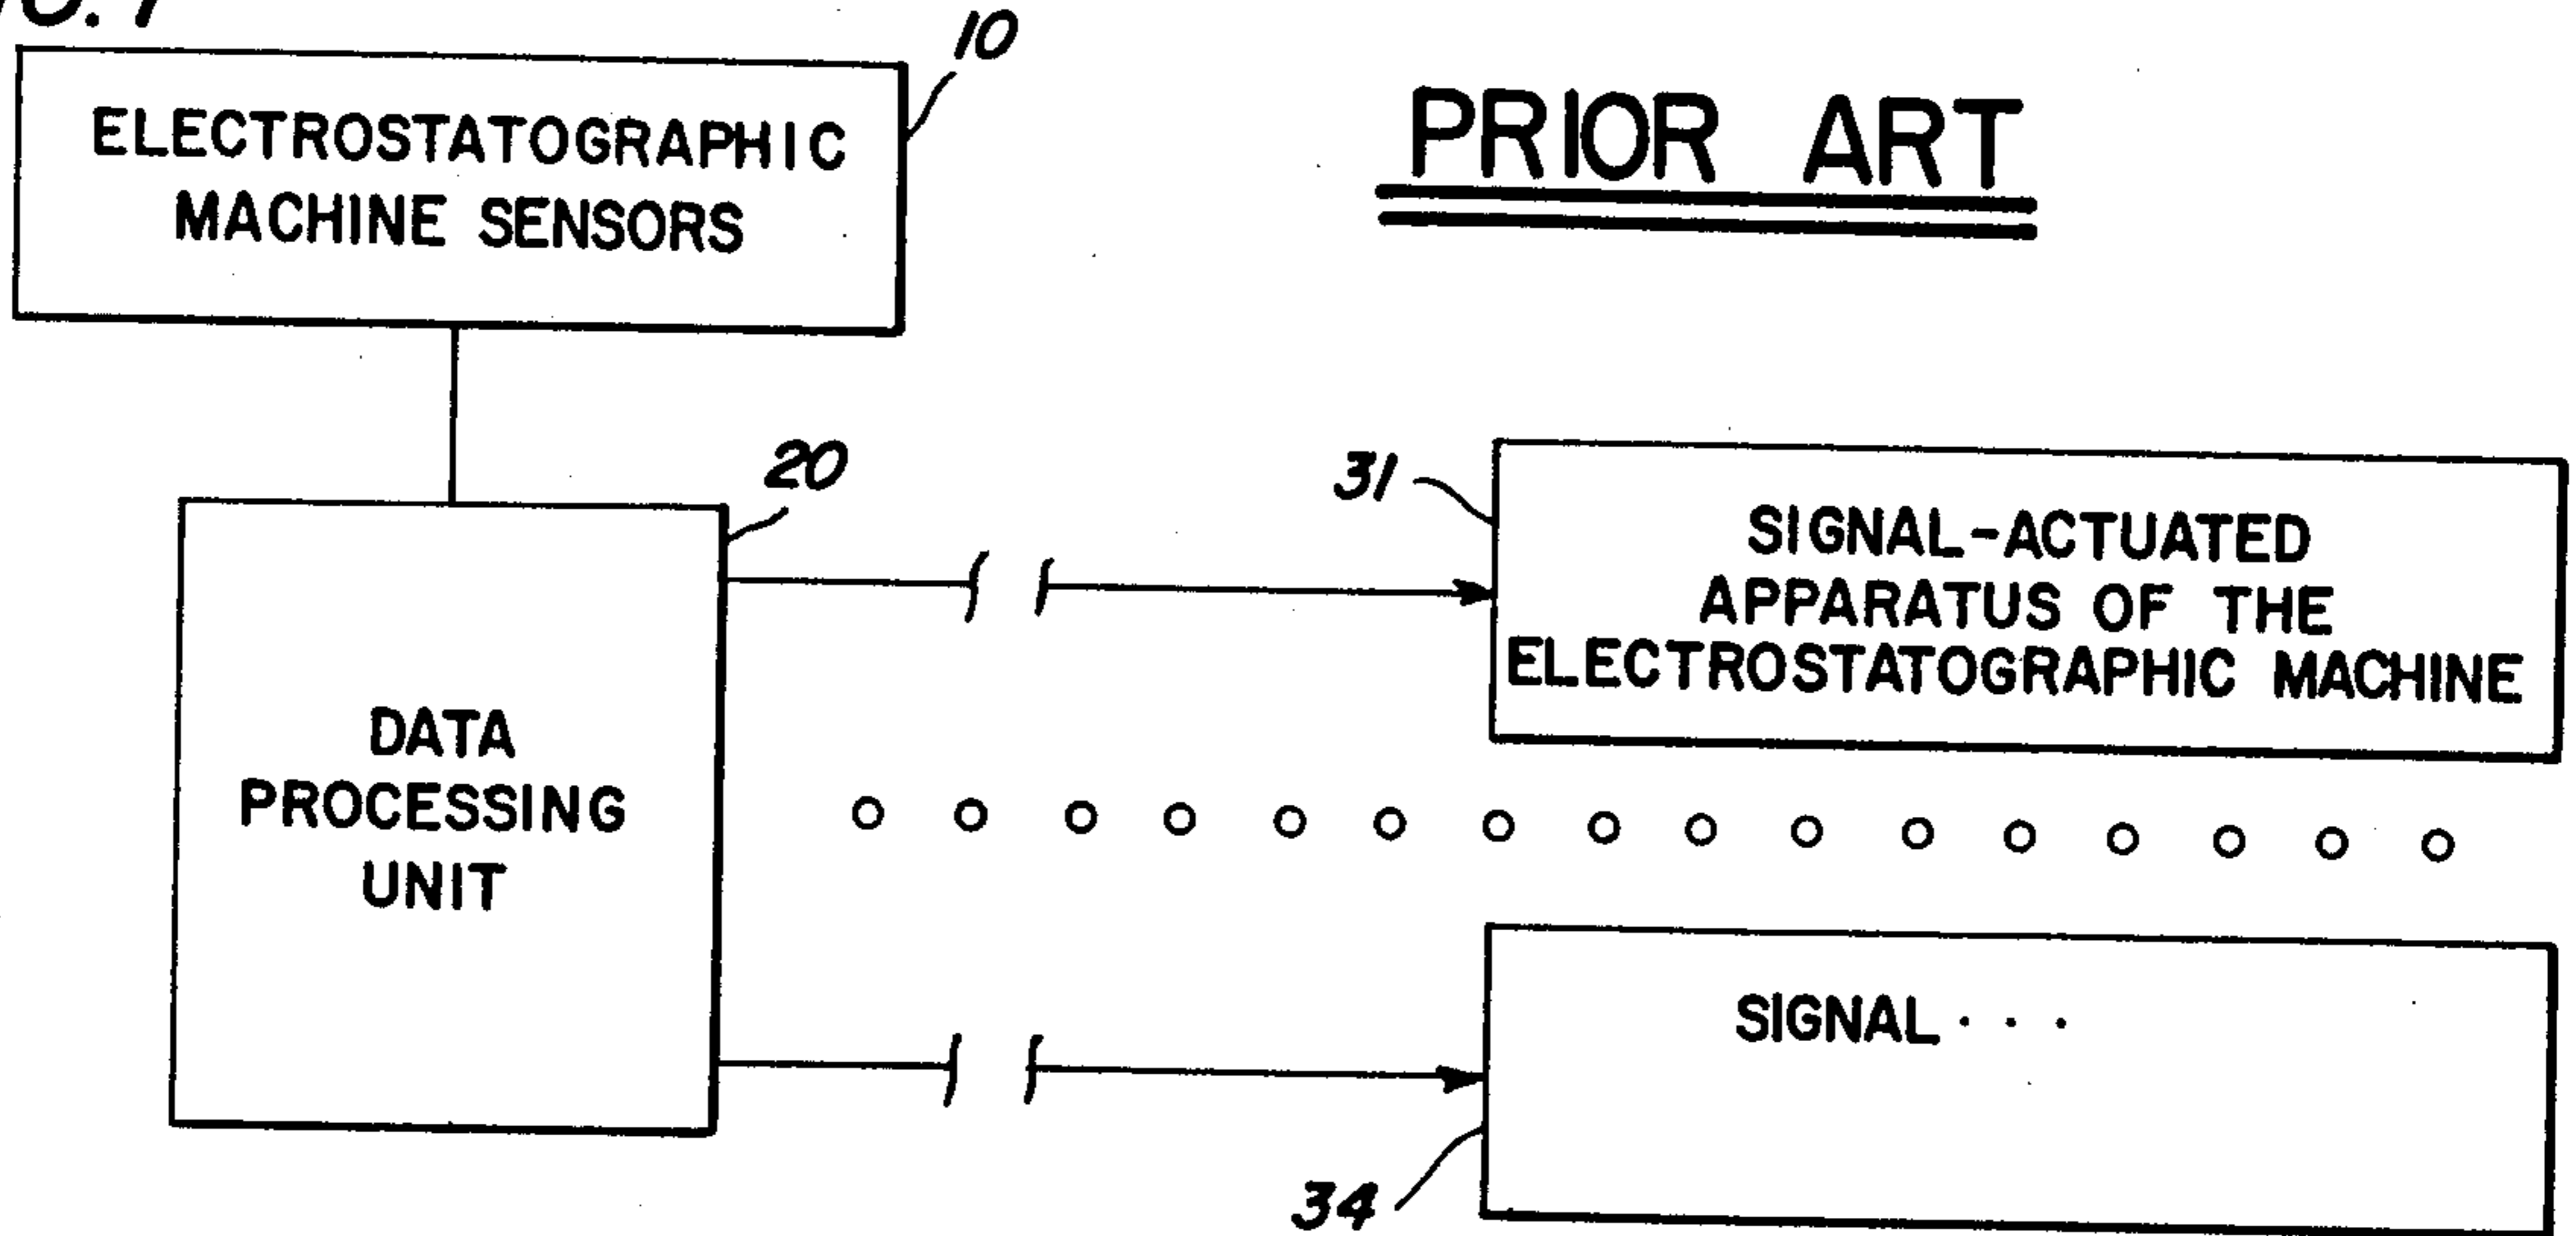 10
ELECTROSTATOGRAPHIC
MACHINE SENSORS
PRIOR ART
20
31
SIGNAL-ACTUATED
APPARATUS OF THE
ELECTROSTATOGRAPHIC MACHINE
DATA
PROCESSING
UNIT
SIGNAL . . .
34